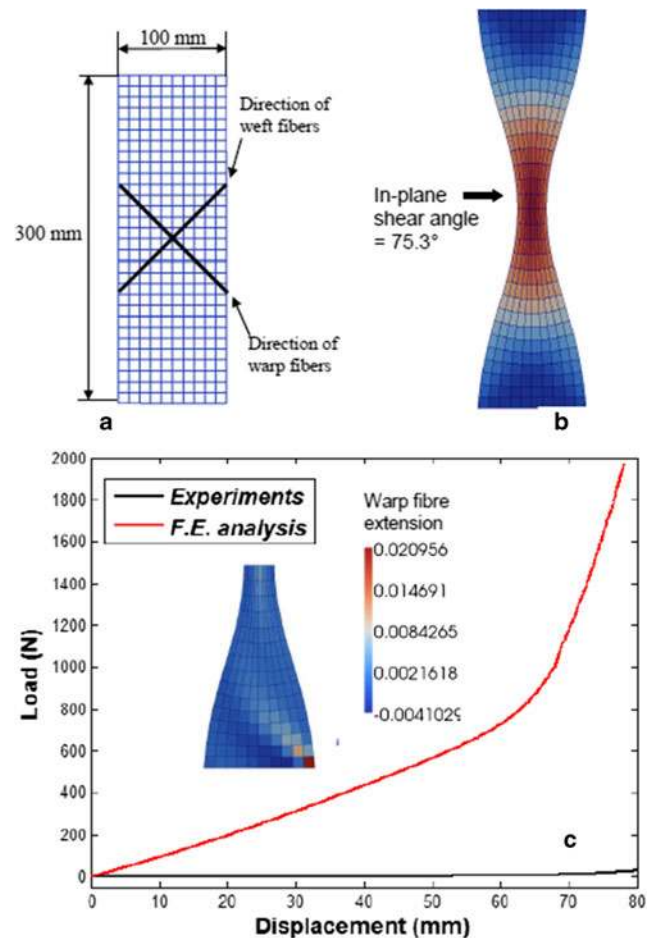 100 mm
Direction of
weft fibers
300 mm
Direction of
warp fibers
a
In-plane
shear angle
= 75.3°
b
2000
1800
1600
1400
1200
1000
800
600
400
200
0
Load (N)
Experiments
F.E. analysis
Warp fibre
extension
0.020956
0.014691
0.0084265
0.0021618
-0.0041029
c
0 10 20 30 40 50 60 70 80
Displacement (mm)